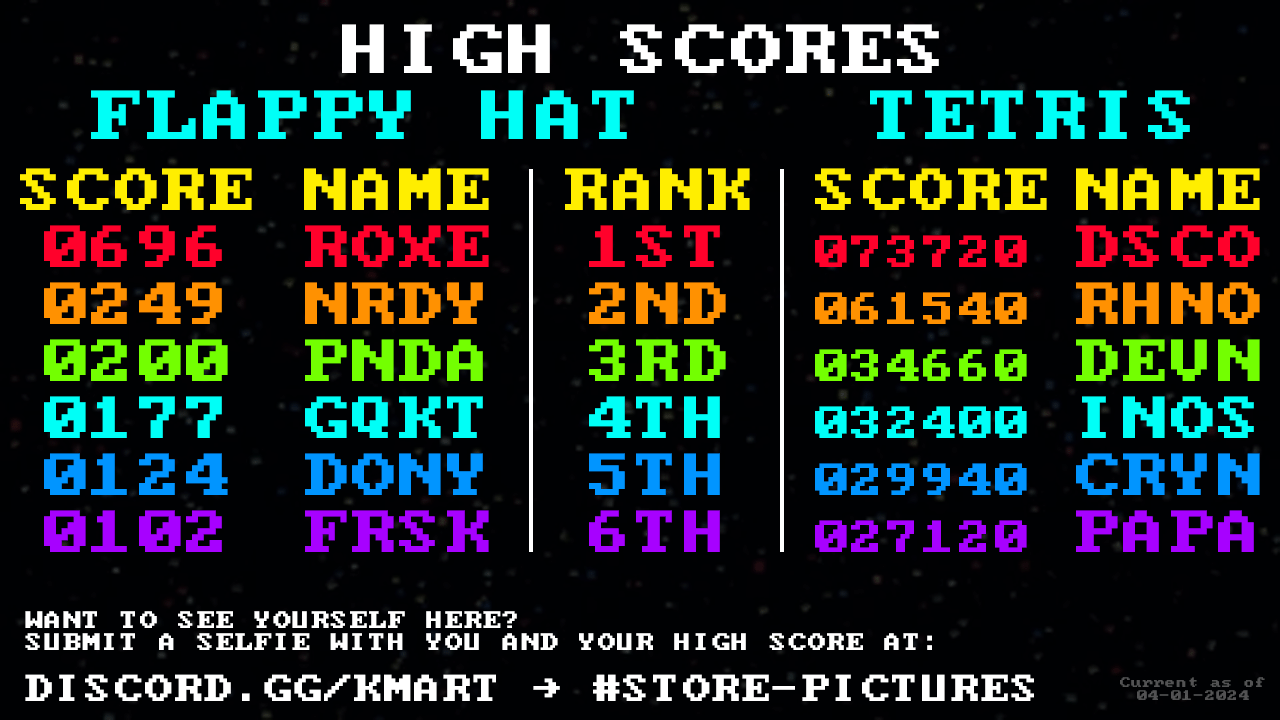 HIGH SCORES
FLAPPY HAT TETRIS
SCORE NAME RANK SCORE NAME
0696 ROXE 1ST 073720 DSCO
0249 NRDY 2ND 061540 RHNO
0200 PNDA 3RD 034660 DEVN
0177 GQKT 4TH 032400 INOS
0124 DONY 5TH 029940 CRYN
0102 FRSK 6TH 027120 PAPA
WANT TO SEE YOURSELF HERE?
SUBMIT A SELFIE WITH YOU AND YOUR HIGH SCORE AT:
DISCORD.GG/KMART → #STORE-PICTURES
Current as of
04-01-2024